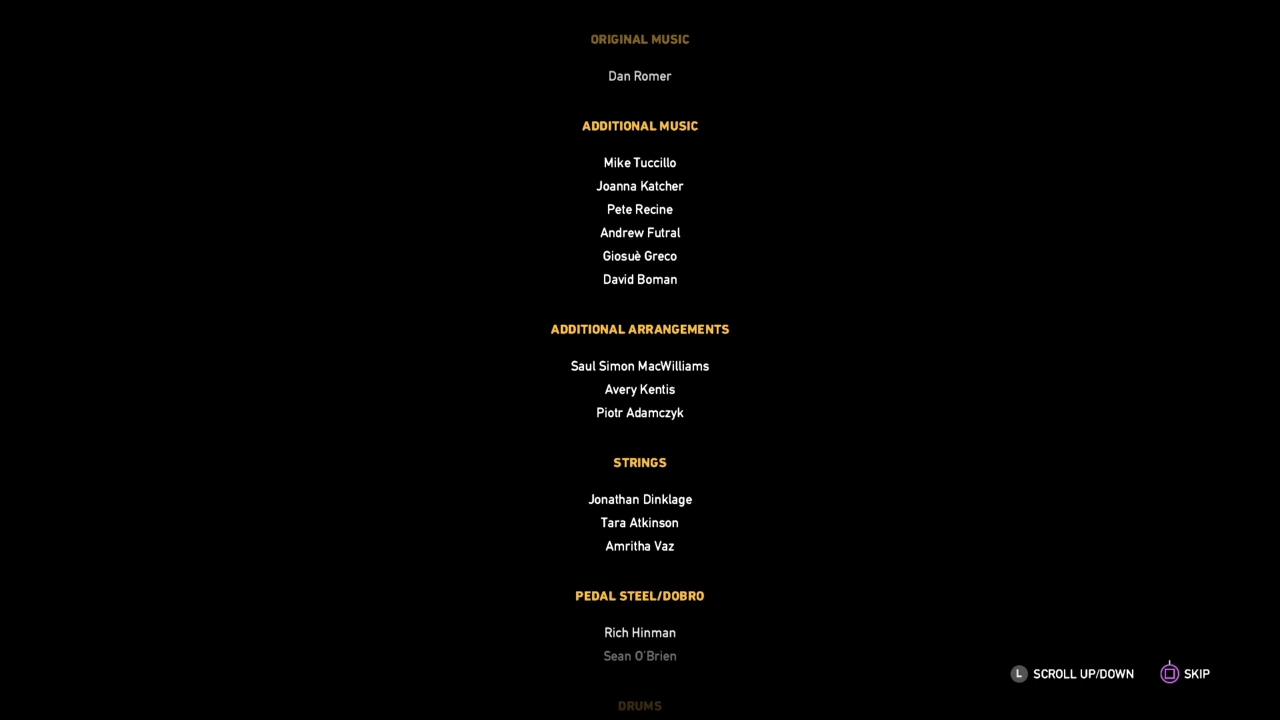 ORIGINAL MUSIC
Dan Romer
ADDITIONAL MUSIC
Mike Tuccillo
Joanna Katcher
Pete Recine
Andrew Futral
Giosuè Greco
David Boman
ADDITIONAL ARRANGEMENTS
Saul Simon MacWilliams
Avery Kentis
Piotr Adamczyk
STRINGS
Jonathan Dinklage
Tara Atkinson
Amritha Vaz
PEDAL STEEL/DOBRO
Rich Hinman
Sean O'Brien
L SCROLL UP/DOWN SKIP
DRUMS